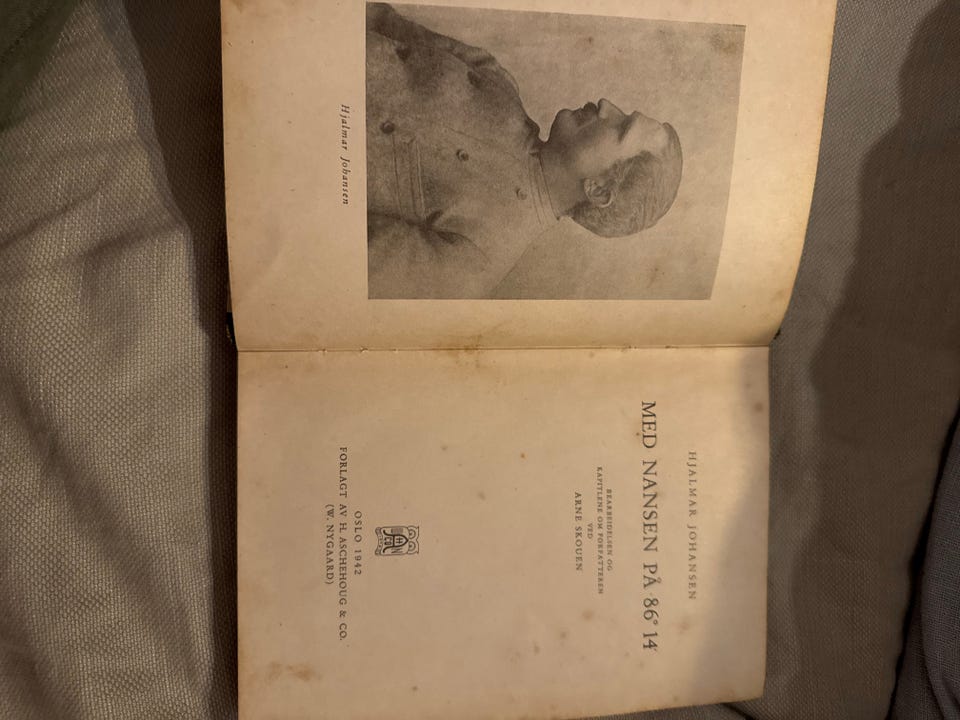 Hjalmar Johansen
HJALMAR JOHANSEN
MED NANSEN PÅ 86° 14'
BEARBEIDELSEN OG
KAPITLENE OM FORFATTEREN
VED
ARNE SKOUEN
OSLO 1942
FORLAGT AV H. ASCHEHOUG & CO.
(W. NYGAARD)